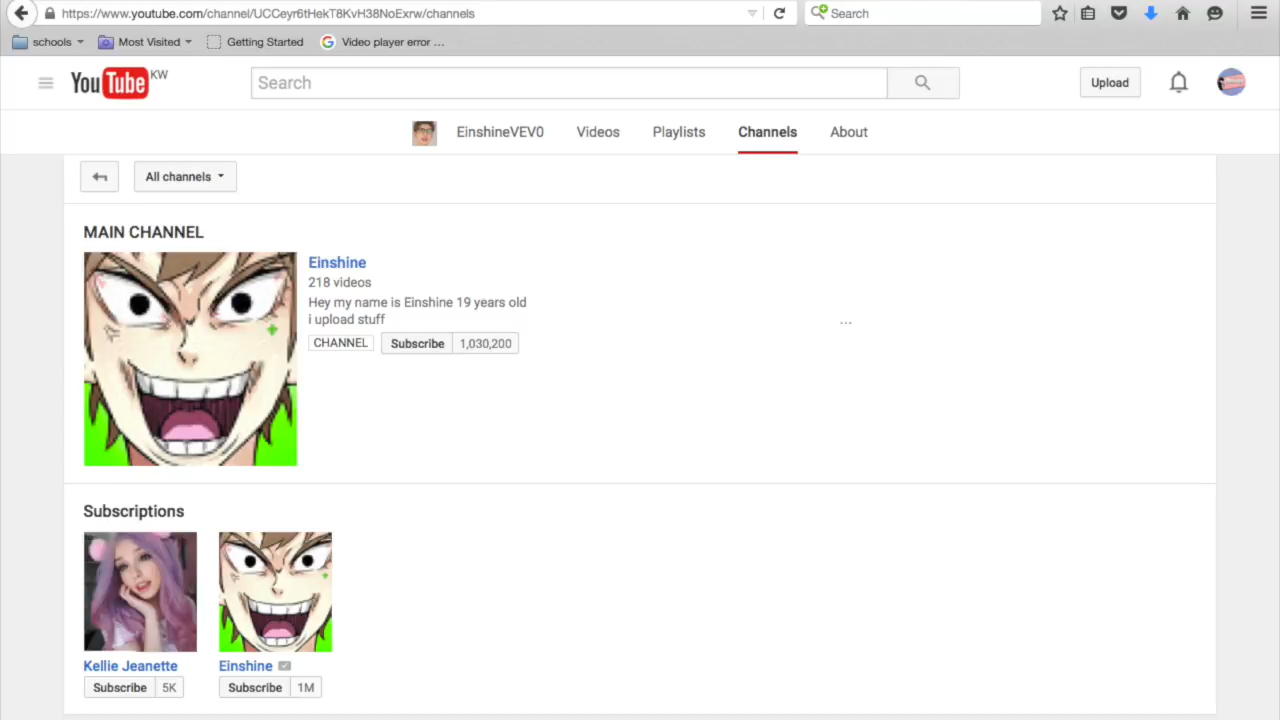 https://www.youtube.com/channel/UCCeyr6tHekT8KvH38NoExrw/channels
Search
schools
Most Visited
Getting Started
Video player error ...
YouTube KW
Search
Upload
EinshineVEV0
Videos
Playlists
Channels
About
All channels
MAIN CHANNEL
Einshine
218 videos
Hey my name is Einshine 19 years old
i upload stuff
...
CHANNEL
Subscribe 1,030,200
Subscriptions
Kellie Jeanette
Einshine
Subscribe 5K
Subscribe 1M